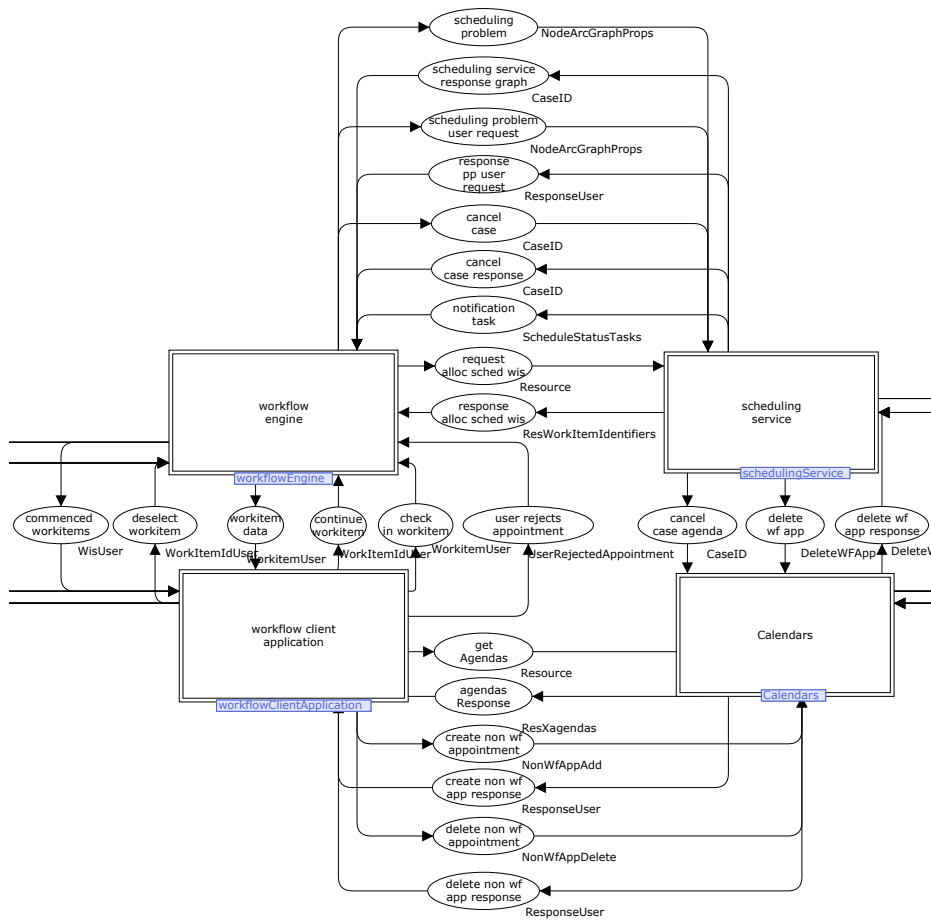 scheduling
problem
NodeArcGraphProps
scheduling service
response graph
CaseID
scheduling problem
user request
NodeArcGraphProps
response
pp user
request
ResponseUser
cancel
case
CaseID
cancel
case response
CaseID
notification
task
ScheduleStatusTasks
request
alloc sched wis
Resource
response
alloc sched wis
ResWorkItemIdentifiers
workflow
engine
workflowEngine
scheduling
service
schedulingService
commenced
workitems
WisUser
deselect
workitem
WorkItemIdUser
workitem
data
WorkitemUser
continue
workitem
WorkItemIdUser
check
in workitem
WorkitemUser
user rejects
appointment
UserRejectedAppointment
cancel
case agenda
CaseID
delete
wf app
DeleteWFApp
delete wf
app response
DeleteW
workflow client
application
workflowClientApplication
Calendars
Calendars
get
Agendas
Resource
agendas
Response
ResXagendas
create non wf
appointment
NonWfAppAdd
create non wf
app response
ResponseUser
delete non wf
appointment
NonWfAppDelete
delete non wf
app response
ResponseUser